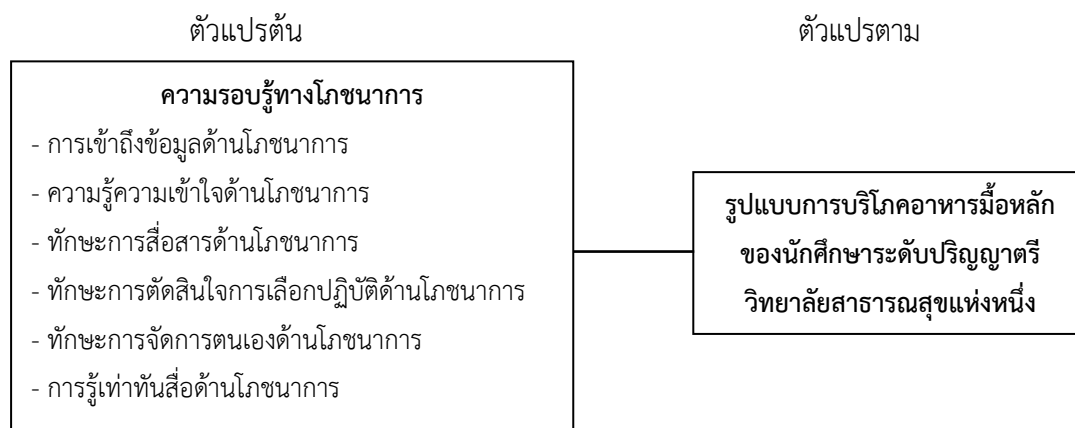 ตัวแปรต้น
ตัวแปรตาม
ความรอบรู้ทางโภชนาการ
- การเข้าถึงข้อมูลด้านโภชนาการ
- ความรู้ความเข้าใจด้านโภชนาการ
- ทักษะการสื่อสารด้านโภชนาการ
- ทักษะการตัดสินใจการเลือกปฏิบัติด้านโภชนาการ
- ทักษะการจัดการตนเองด้านโภชนาการ
- การรู้เท่าทันสื่อด้านโภชนาการ
รูปแบบการบริโภคอาหารมื้อหลัก
ของนักศึกษาระดับปริญญาตรี
วิทยาลัยสาธารณสุขแห่งหนึ่ง